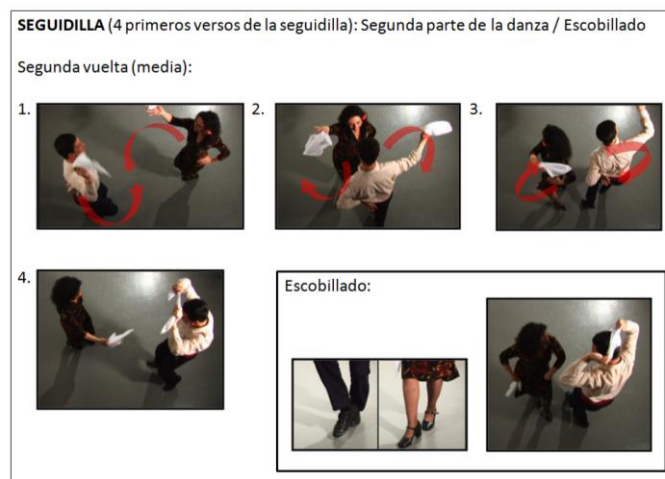 SEGUIDILLA (4 primeros versos de la seguidilla): Segunda parte de la danza / Escobillado
Segunda vuelta (media):
1.
2.
3.
4.
Escobillado: